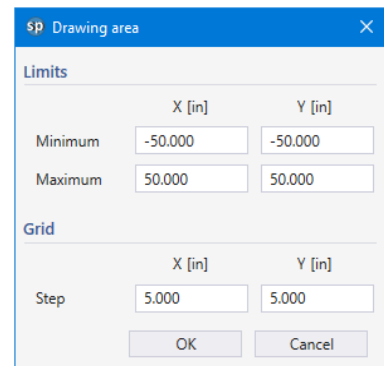 sp Drawing area
Limits
X [in] Y [in]
Minimum -50.000 -50.000
Maximum 50.000 50.000
Grid
X [in] Y [in]
Step 5.000 5.000
OK Cancel